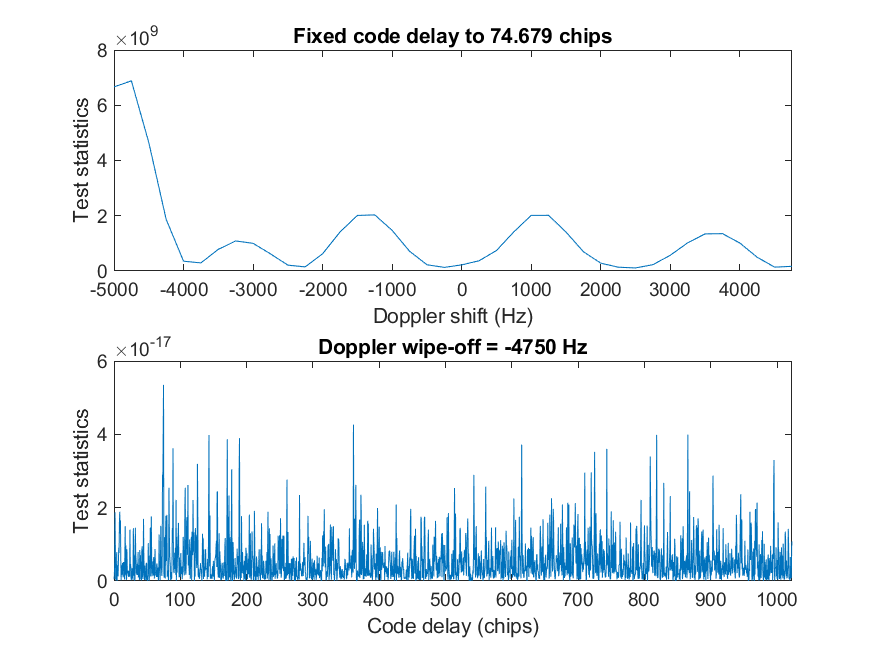 Fixed code delay to 74.679 chips
×10^9
8
6
4
2
0
Test statistics
-5000 -4000 -3000 -2000 -1000 0 1000 2000 3000 4000
Doppler shift (Hz)
Doppler wipe-off = -4750 Hz
×10^-17
6
4
2
0
Test statistics
0 100 200 300 400 500 600 700 800 900 1000
Code delay (chips)